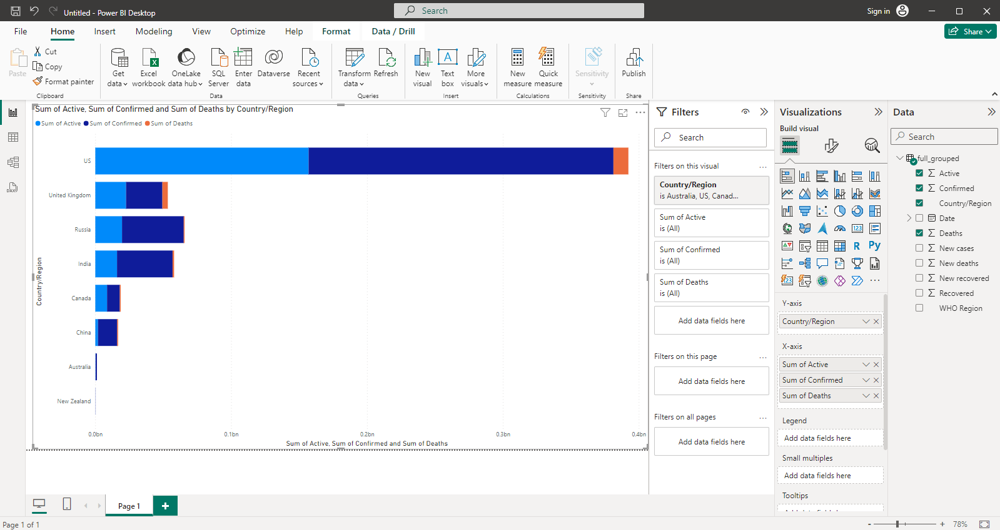 Untitled - Power BI Desktop
Search
Sign in
File
Home
Insert
Modeling
View
Optimize
Help
Format
Data / Drill
Share
Paste
Cut
Copy
Format painter
Clipboard
Get data
Excel workbook
OneLake data hub
SQL Server
Enter data
Dataverse
Recent sources
Data
Transform data
Refresh
Queries
New visual
Text box
More visuals
Insert
New measure
Quick measure
Calculations
Sensitivity
Sensitivity
Publish
Share
Sum of Active, Sum of Confirmed and Sum of Deaths by Country/Region
Sum of Active
Sum of Confirmed
Sum of Deaths
US
United Kingdom
Russia
India
Canada
China
Australia
New Zealand
Country/Region
0.0bn
0.1bn
0.2bn
0.3bn
0.4bn
Sum of Active, Sum of Confirmed and Sum of Deaths
Filters
Search
Filters on this visual
Country/Region
is Australia, US, Canad...
Sum of Active
is (All)
Sum of Confirmed
is (All)
Sum of Deaths
is (All)
Add data fields here
Filters on this page
Add data fields here
Filters on all pages
Add data fields here
Visualizations
Build visual
123
R
Py
123
Y-axis
Country/Region
X-axis
Sum of Active
Sum of Confirmed
Sum of Deaths
Legend
Add data fields here
Small multiples
Add data fields here
Tooltips
Data
Search
full_grouped
Active
Confirmed
Country/Region
Date
Deaths
New cases
New deaths
New recovered
Recovered
WHO Region
DAX
Page 1
Page 1 of 1
78%